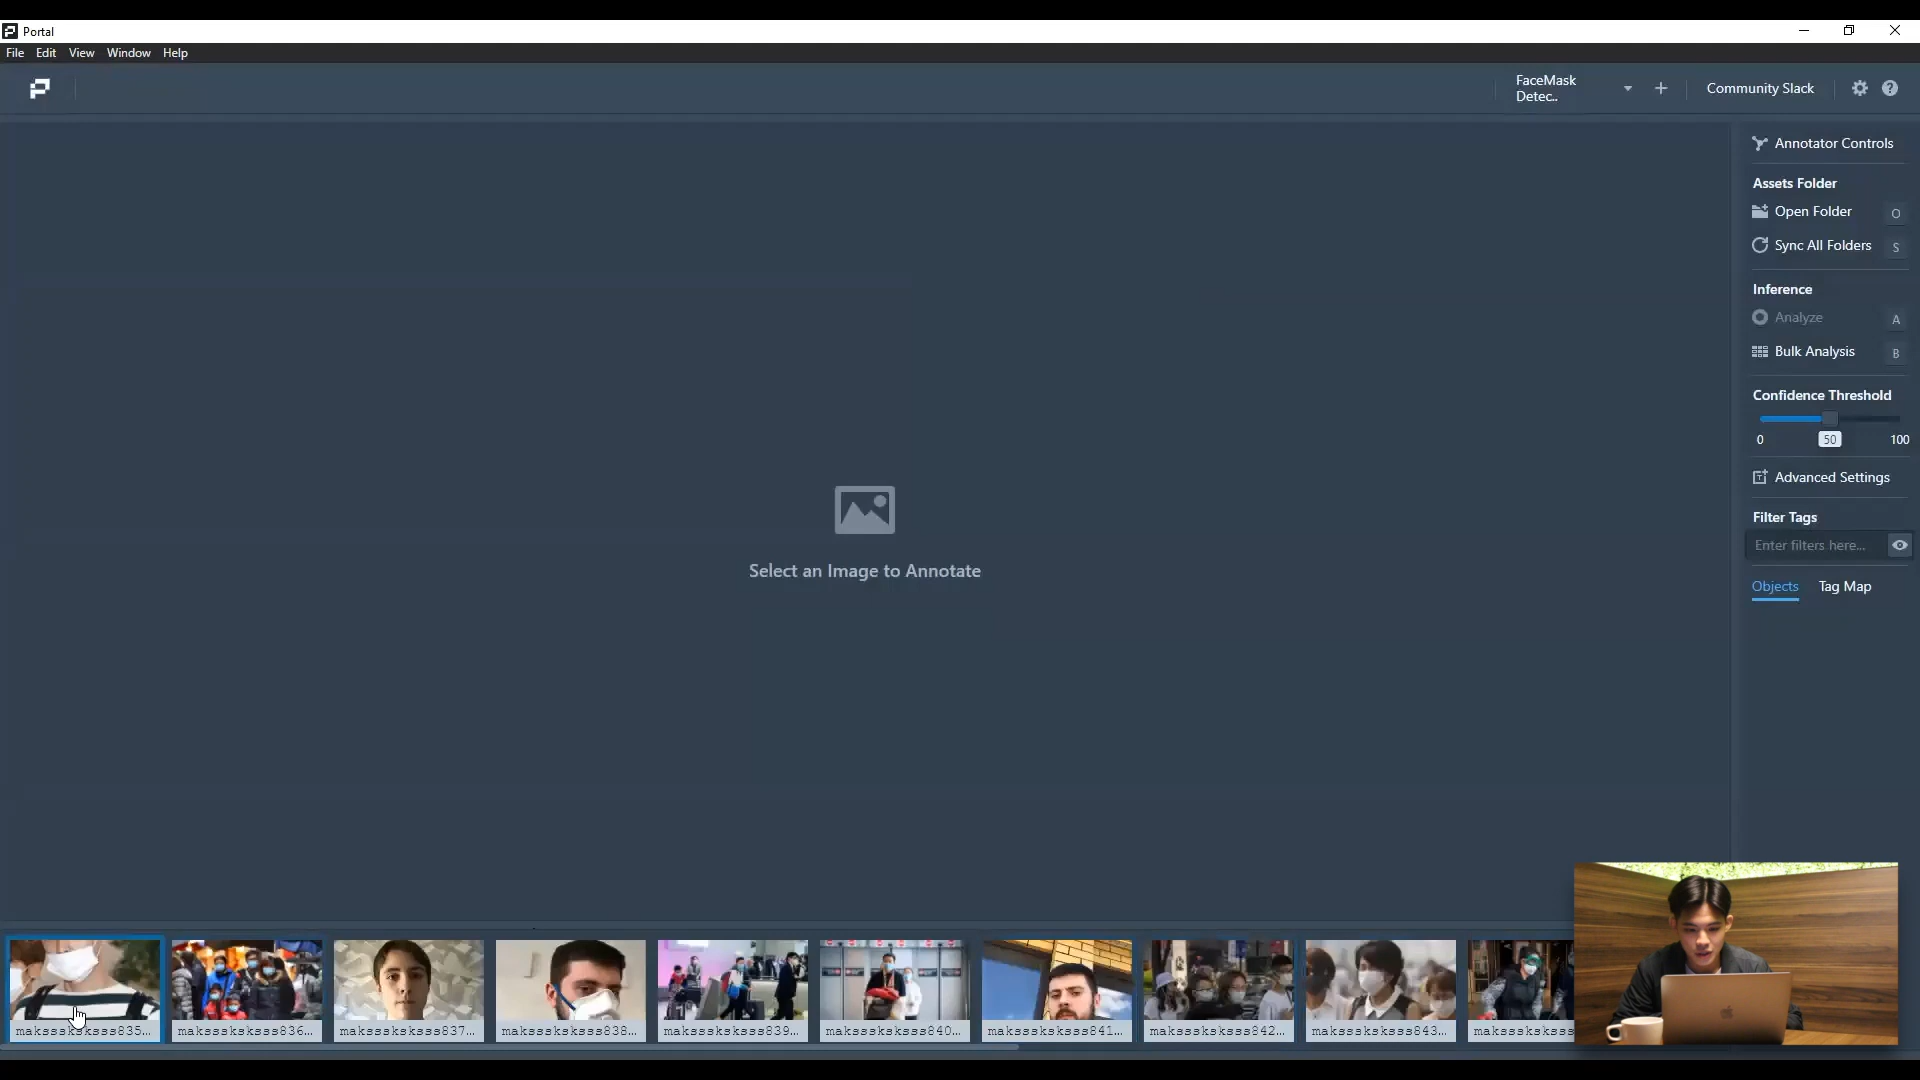 Portal
File Edit View Window Help
FaceMask
Detec..
Community Slack
Annotator Controls
Assets Folder
Open Folder O
Sync All Folders S
Inference
Analyze A
Bulk Analysis B
Confidence Threshold
0 50 100
Advanced Settings
Filter Tags
Enter filters here...
Objects Tag Map
Select an Image to Annotate
maksssksksss835...
maksssksksss836...
maksssksksss837...
maksssksksss838...
maksssksksss839...
maksssksksss840...
maksssksksss841...
maksssksksss842...
maksssksksss843...
maksssksksss